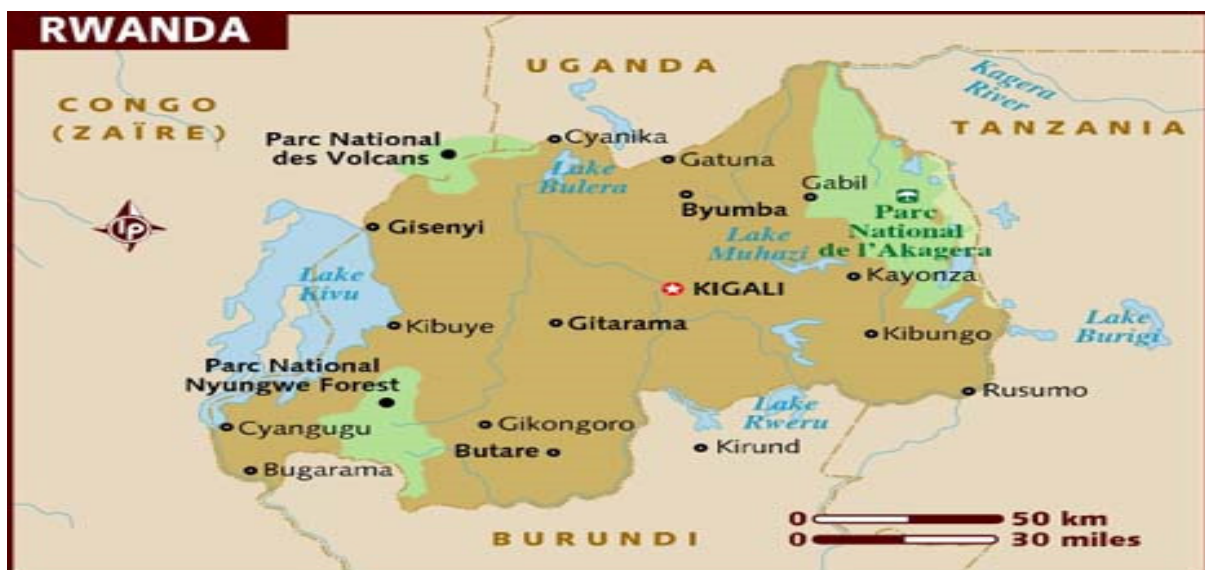 RWANDA
UGANDA
CONGO
(ZAÏRE)
Kagera
River
TANZANIA
Parc National
des Volcans
Cyanika
Lake
Bulera
Gatuna
Byumba
Gabil
Parc
National
de l'Akagera
Lake
Muhazi
Gisenyi
LP
Lake
Kivu
KIGALI
Kayonza
Kibuye
Gitarama
Kibungo
Lake
Burigi
Parc National
Nyungwe Forest
Rusumo
Lake
Rweru
Cyangugu
Gikongoro
Butare
Kirund
Bugarama
0 50 km
0 30 miles
BURUNDI